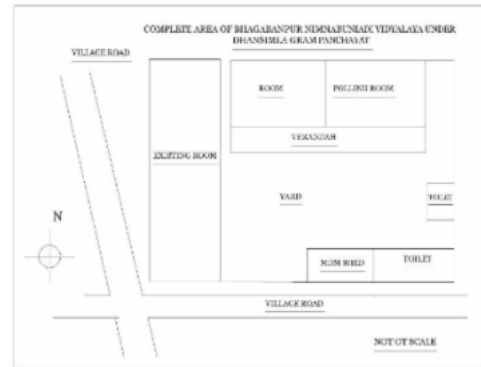 COMPLETE AREA OF BHAGABANPUR NIMNABUNIADI VIDYALAYA UNDER
DHANSIMLA GRAM PANCHAYAT
VILLAGE ROAD
ROOM
POLLING ROOM
VERANDAH
EXISTING ROOM
YARD
TOILET
N
MDM SHED
TOILET
VILLAGE ROAD
NOT OT SCALE